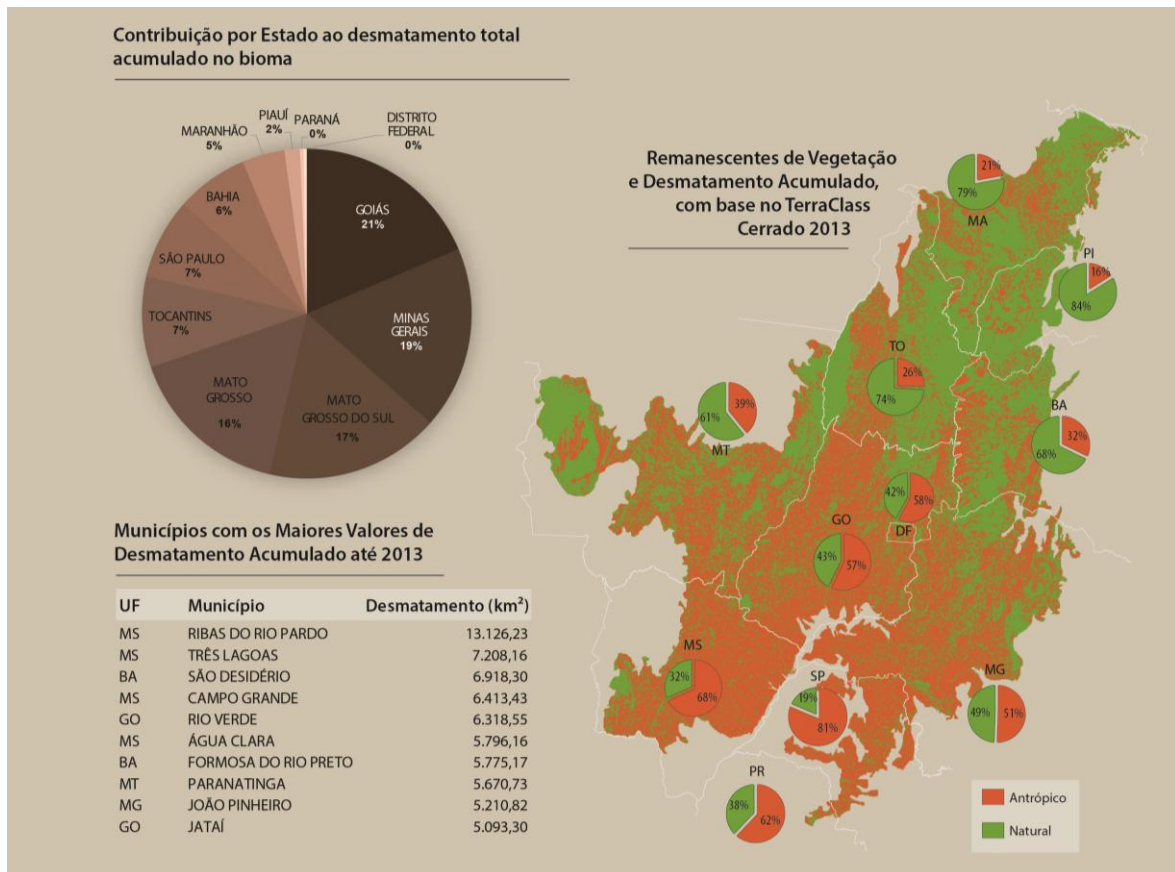 Contribuição por Estado ao desmatamento total
acumulado no bioma
PIAUÍ
2%
PARANÁ
0%
DISTRITO
FEDERAL
0%
MARANHÃO
5%
BAHIA
6%
SÃO PAULO
7%
TOCANTINS
7%
MATO
GROSSO
16%
MATO
GROSSO DO SUL
17%
MINAS
GERAIS
19%
GOIÁS
21%
Remanescentes de Vegetação
e Desmatamento Acumulado,
com base no TerraClass
Cerrado 2013
21%
79%
MA
PI
16%
84%
TO
26%
74%
39%
61%
MT
BA
32%
68%
42%
58%
DF
GO
43%
57%
MS
32%
68%
SP
19%
81%
MG
49%
51%
PR
38%
62%
Antrópico
Natural
Municípios com os Maiores Valores de
Desmatamento Acumulado até 2013
UF Município Desmatamento (km²)
MS RIBAS DO RIO PARDO 13.126,23
MS TRÊS LAGOAS 7.208,16
BA SÃO DESIDÉRIO 6.918,30
MS CAMPO GRANDE 6.413,43
GO RIO VERDE 6.318,55
MS ÁGUA CLARA 5.796,16
BA FORMOSA DO RIO PRETO 5.775,17
MT PARANATINGA 5.670,73
MG JOÃO PINHEIRO 5.210,82
GO JATAÍ 5.093,30